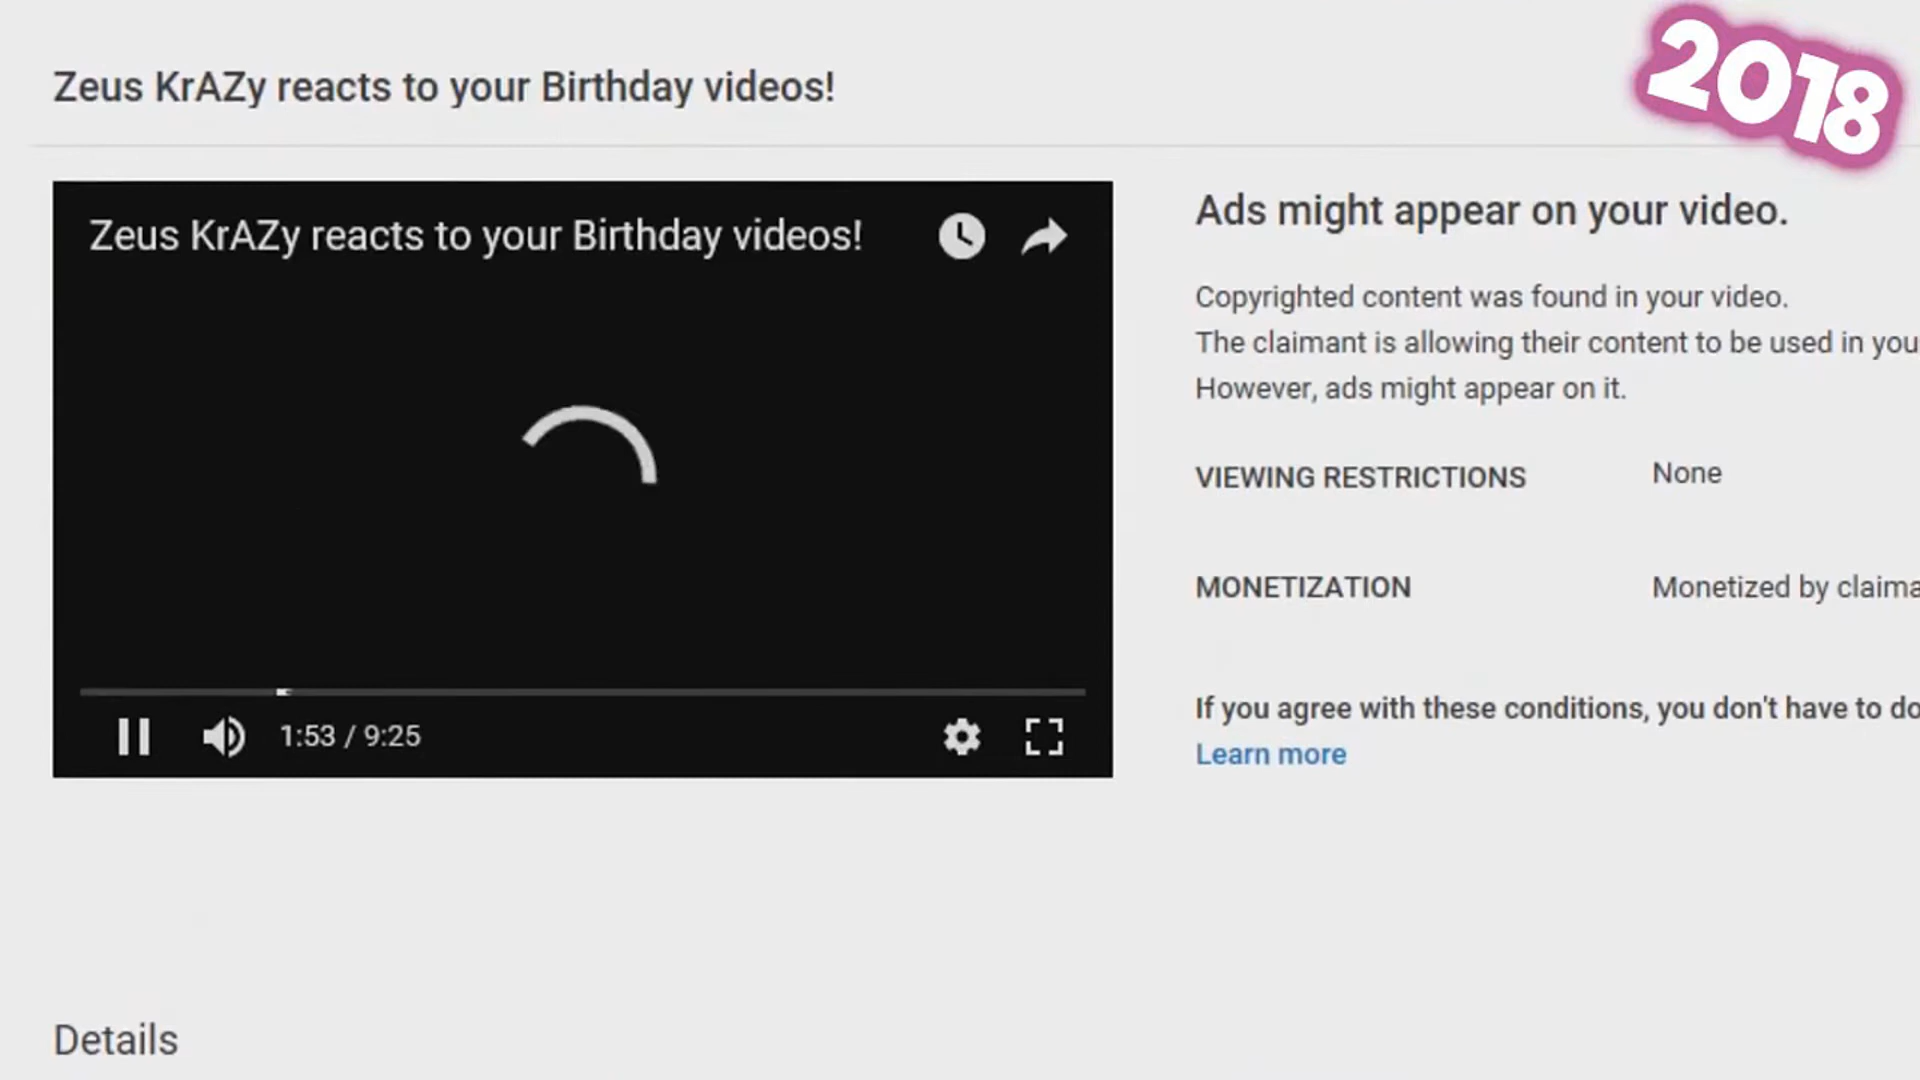 Zeus KrAZy reacts to your Birthday videos!
2018
Zeus KrAZy reacts to your Birthday videos!
1:53 / 9:25
Ads might appear on your video.
Copyrighted content was found in your video.
The claimant is allowing their content to be used in you
However, ads might appear on it.
VIEWING RESTRICTIONS None
MONETIZATION Monetized by claima
If you agree with these conditions, you don't have to do
Learn more
Details